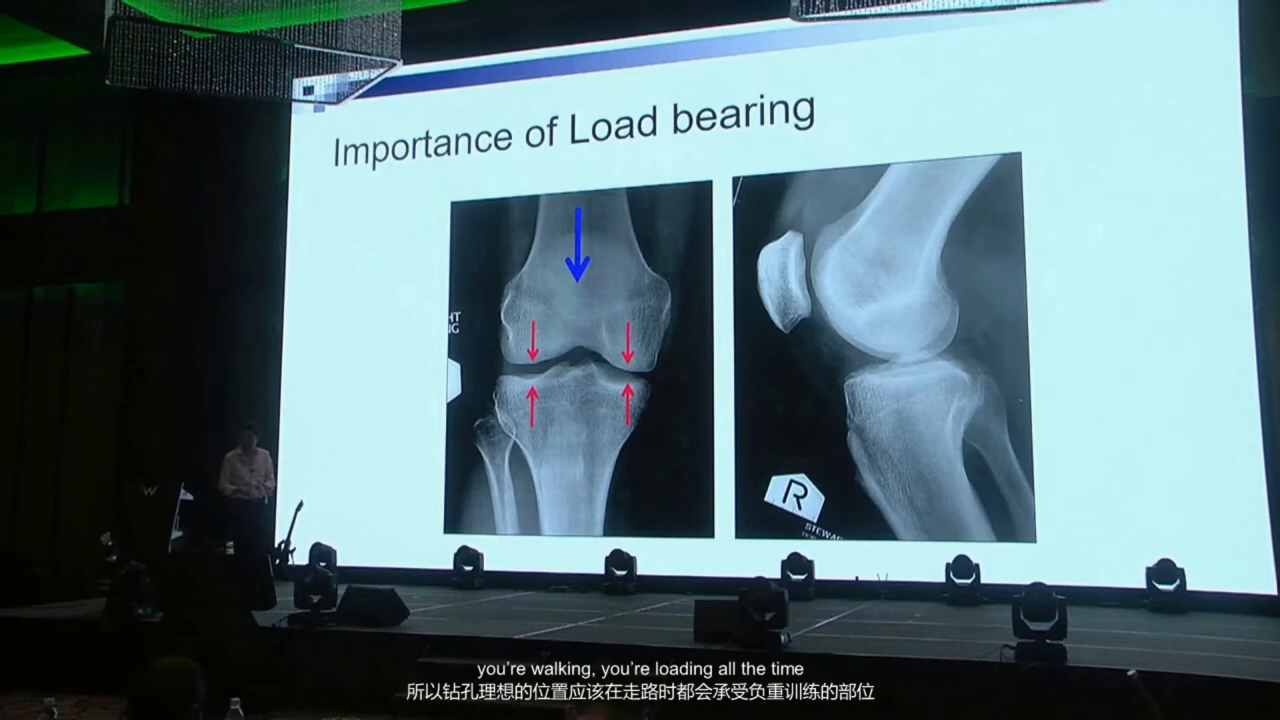 Importance of Load bearing
R
W
you're walking, you're loading all the time
所以钻孔理想的位置应该在走路时都会承受负重训练的部位